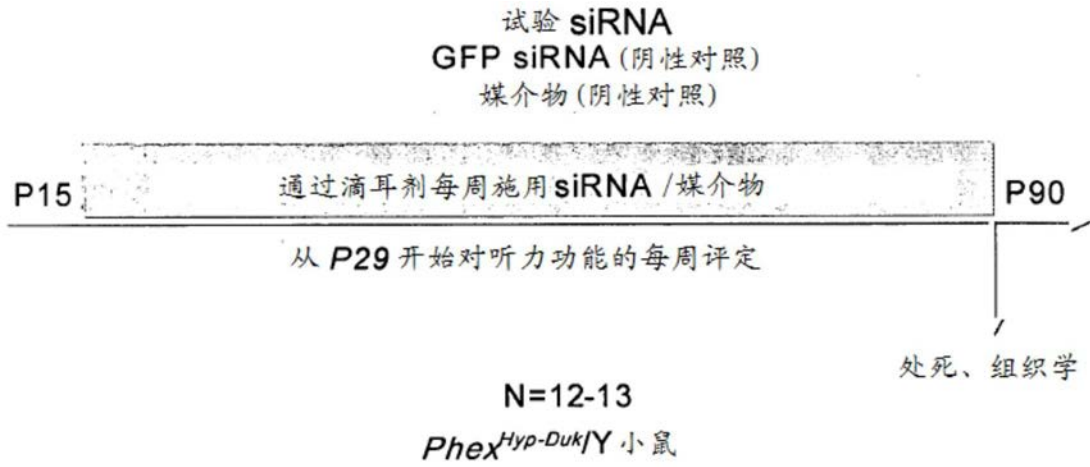 试验 siRNA
GFP siRNA (阴性对照)
媒介物 (阴性对照)
P15
通过滴耳剂每周施用 siRNA /媒介物
P90
从 P29 开始对听力功能的每周评定
处死、组织学
N=12-13
Phex^Hyp-Duk/Y 小鼠